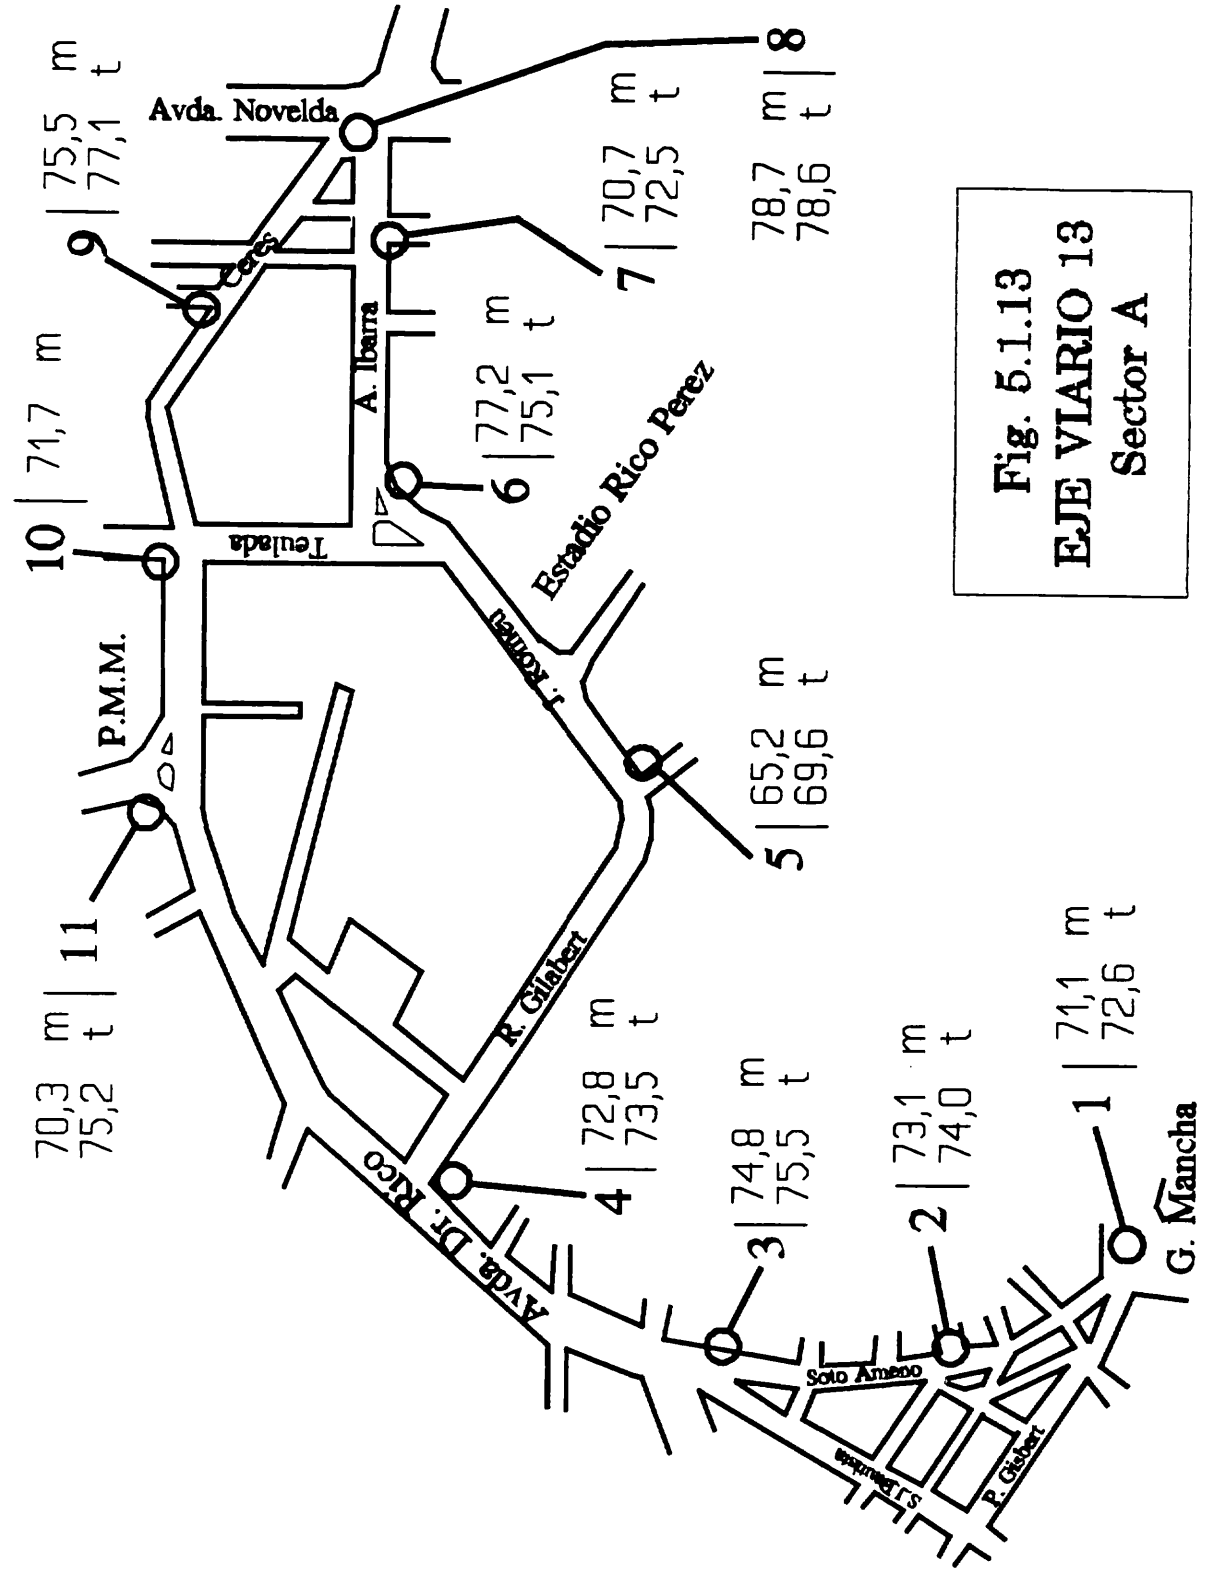 10 | 71,7 m
9 | 75,5 m
77,1 t
Avda. Novelda
8
78,7 m |
78,6 t |
7 | 70,7 m
72,5 t
Ceres
A. Ibarra
6 | 77,2 m
75,1 t
Teulada
P.M.M.
Estadio Rico Perez
J. Romeu
70,3 m | 11
75,2 t
5 | 65,2 m
69,6 t
R. Gilabert
Avda. Dr. Rico
4 | 72,8 m
73,5 t
3 | 74,8 m
75,5 t
Soto Ameno
2 | 73,1 m
74,0 t
1 | 71,1 m
72,6 t
S.J. Bautista
P. Gisbert
G. Mancha
Fig. 5.1.13
EJE VIARIO 13
Sector A